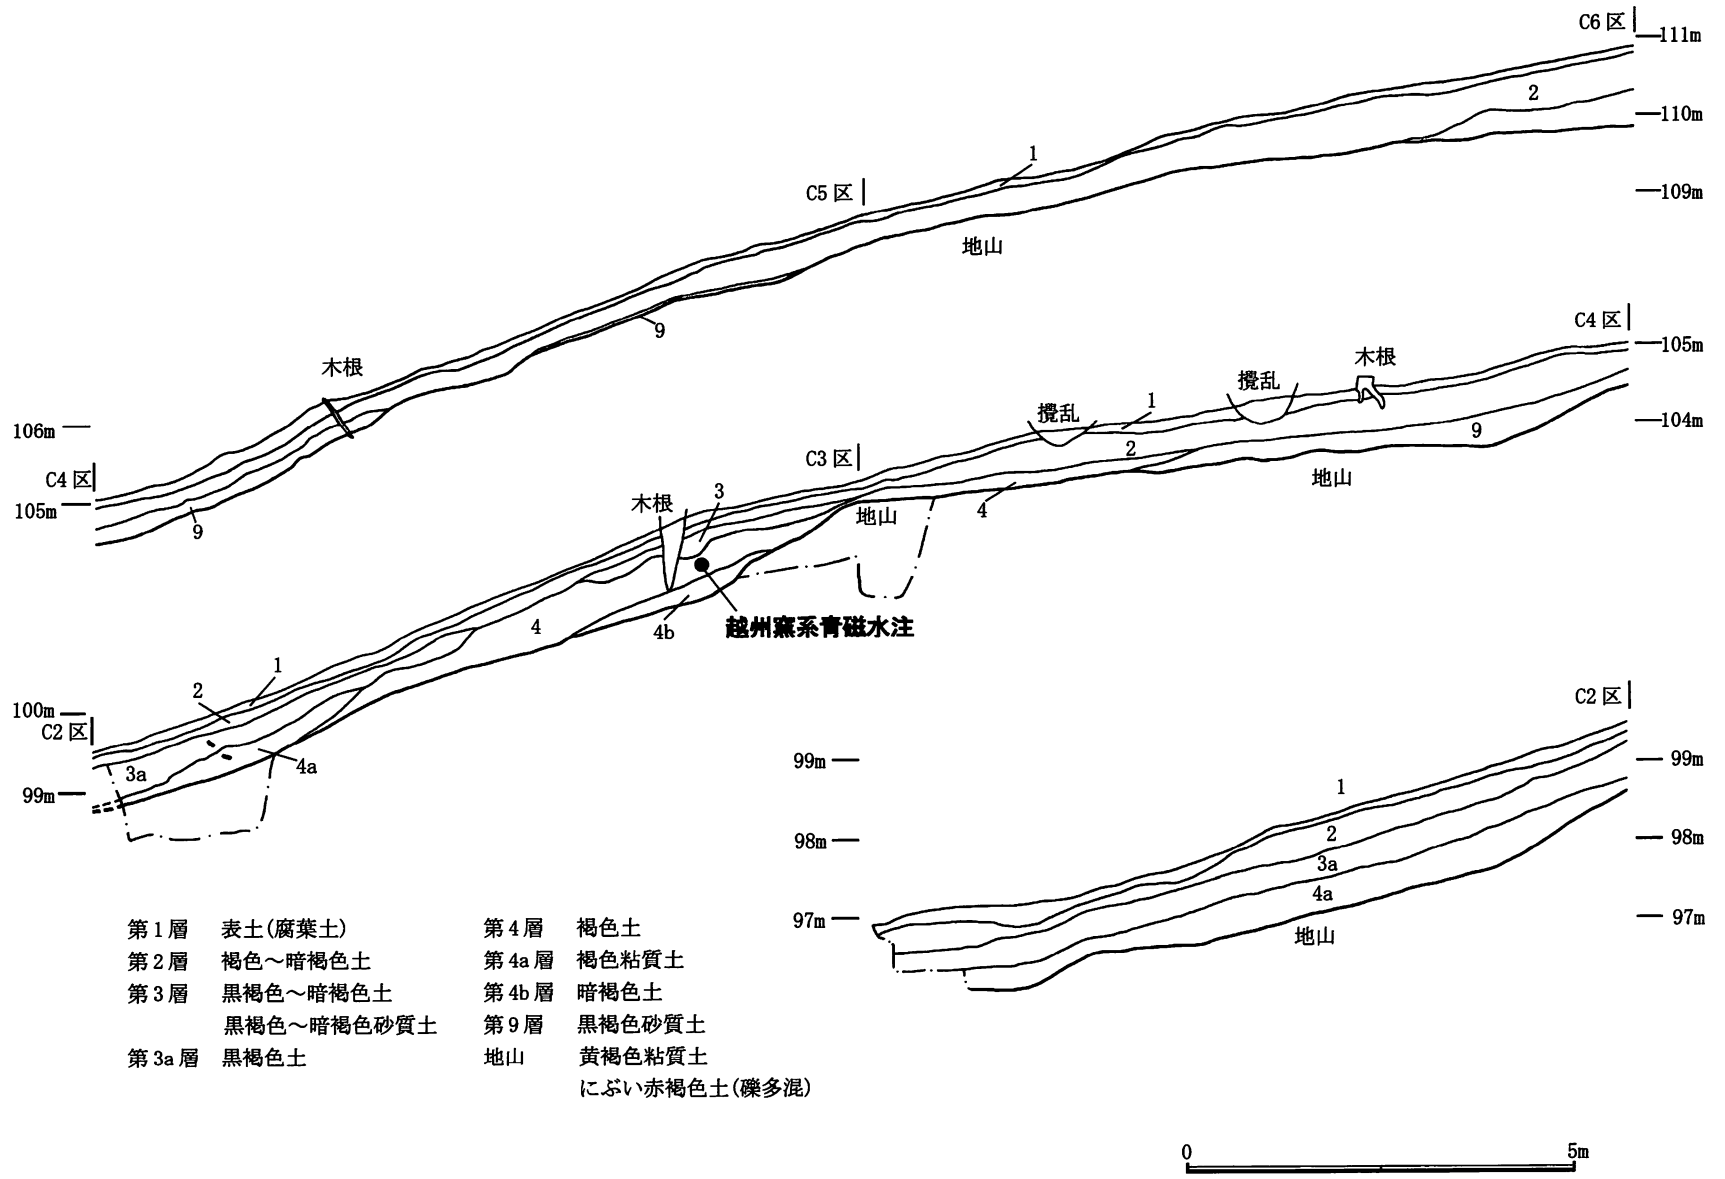 C6区
111m
2
110m
1
C5区
109m
地山
9
木根
C4区
105m
106m
C4区
105m
9
木根
攪乱
攪乱
1
104m
2
9
C3区
地山
木根
3
地山
4
越州窯系青磁水注
4
4b
1
2
100m
C2区
3a
4a
99m
C2区
99m
99m
1
98m
2
98m
3a
4a
97m
97m
地山
第1層 表土(腐葉土)
第2層 褐色～暗褐色土
第3層 黒褐色～暗褐色土
黒褐色～暗褐色砂質土
第3a層 黒褐色土
第4層 褐色土
第4a層 褐色粘質土
第4b層 暗褐色土
第9層 黒褐色砂質土
地山 黄褐色粘質土
にぶい赤褐色土(礫多混)
0 5m